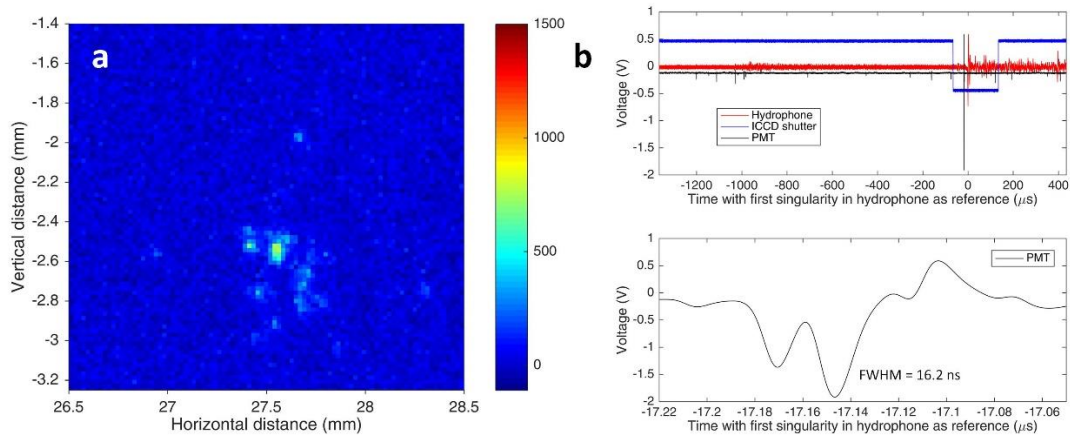 a
-1.4
-1.6
-1.8
-2
-2.2
-2.4
-2.6
-2.8
-3
-3.2
Vertical distance (mm)
26.5 27 27.5 28 28.5
Horizontal distance (mm)
1500
1000
500
0
b
1
0.5
0
-0.5
-1
-1.5
-2
Voltage (V)
Hydrophone
ICCD shutter
PMT
-1200 -1000 -800 -600 -400 -200 0 200 400
Time with first singularity in hydrophone as reference (μs)
1
0.5
0
-0.5
-1
-1.5
-2
Voltage (V)
PMT
FWHM = 16.2 ns
-17.22 -17.2 -17.18 -17.16 -17.14 -17.12 -17.1 -17.08 -17.06
Time with first singularity in hydrophone as reference (μs)